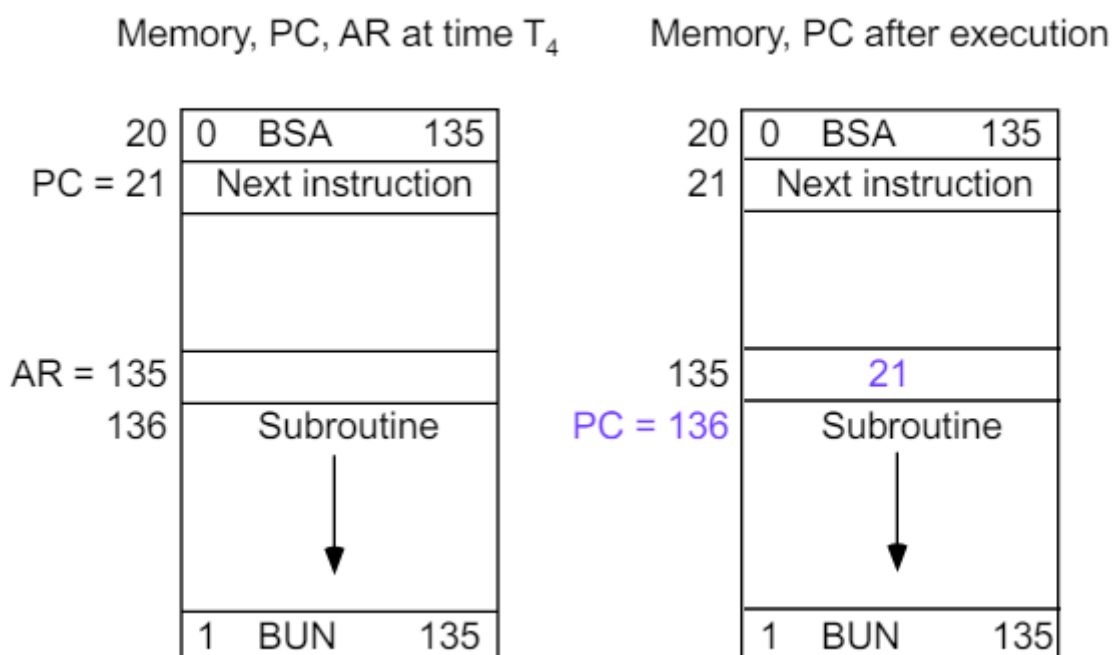 Memory, PC, AR at time T4
Memory, PC after execution
20 0 BSA 135
PC = 21 Next instruction
AR = 135
136 Subroutine
1 BUN 135
20 0 BSA 135
21 Next instruction
135 21
PC = 136 Subroutine
1 BUN 135